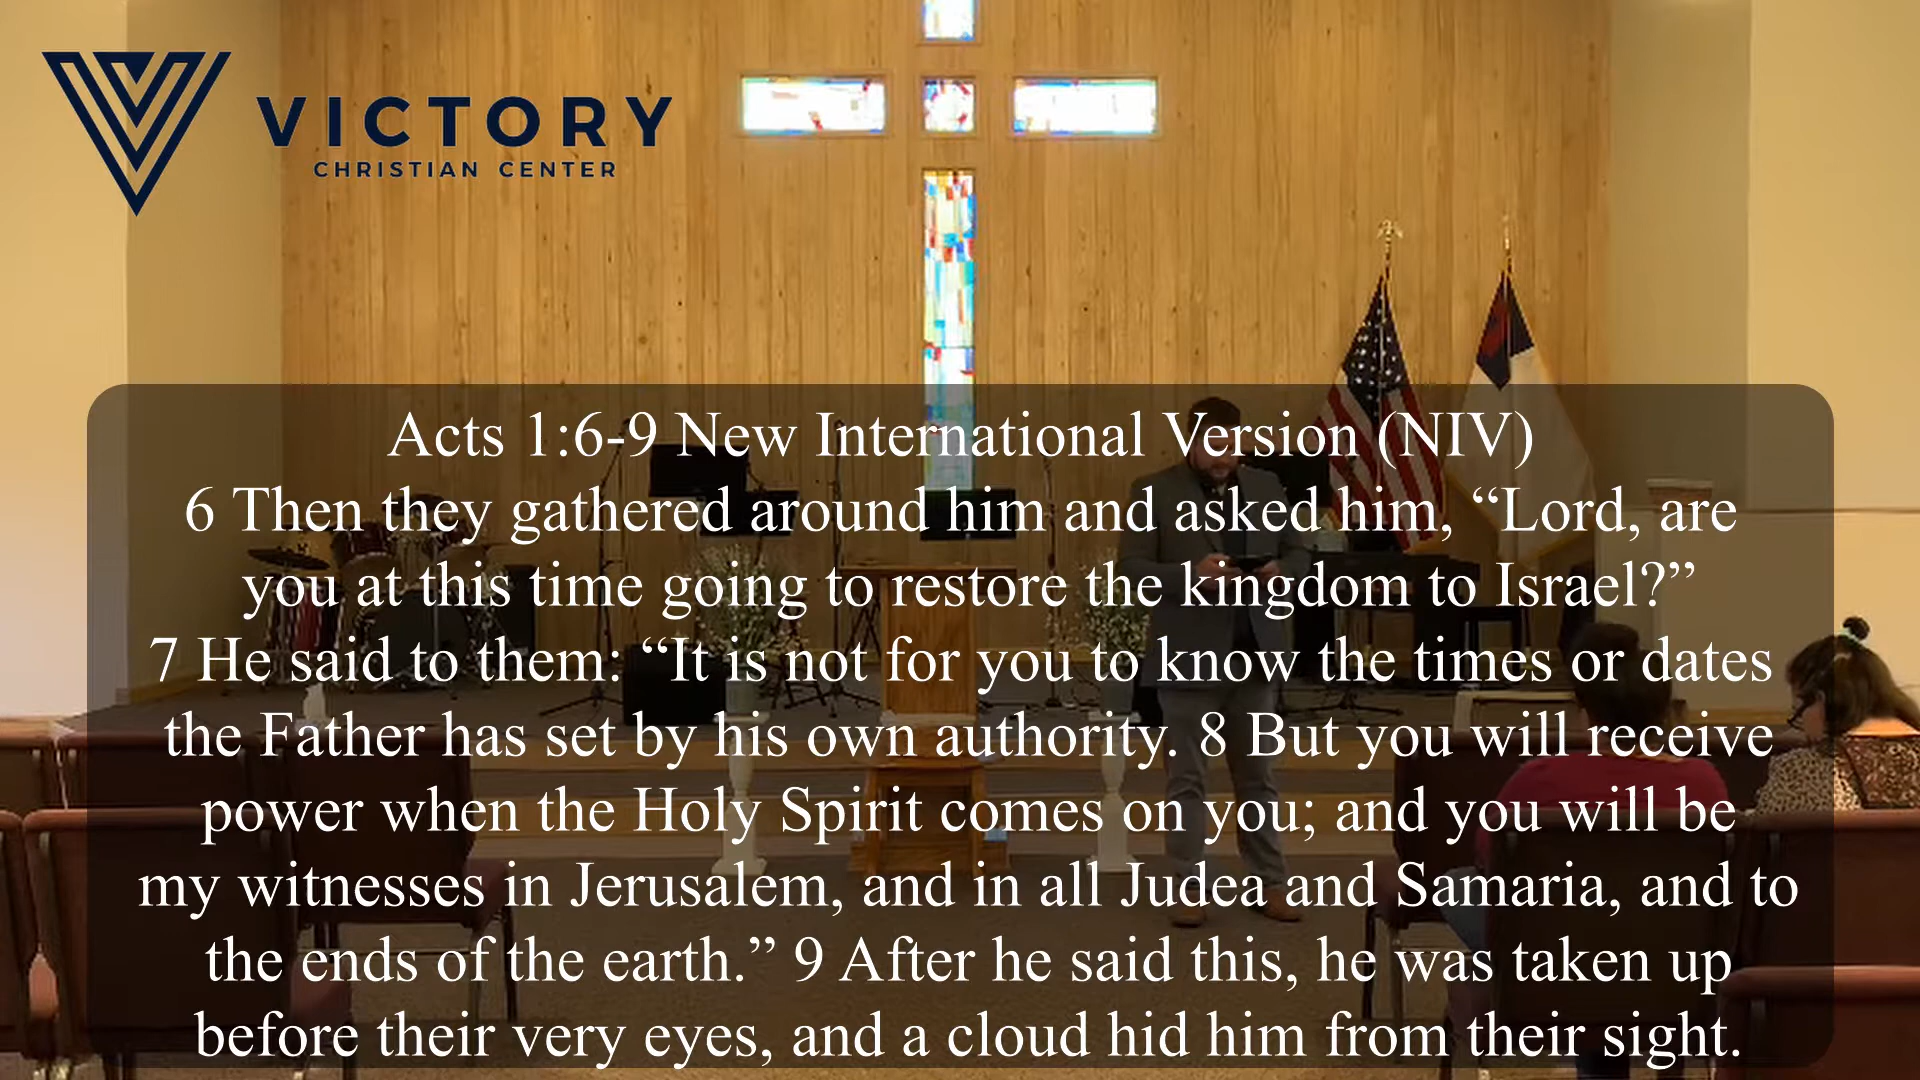 VICTORY
CHRISTIAN CENTER
Acts 1:6-9 New International Version (NIV)
6 Then they gathered around him and asked him, “Lord, are
you at this time going to restore the kingdom to Israel?”
7 He said to them: “It is not for you to know the times or dates
the Father has set by his own authority. 8 But you will receive
power when the Holy Spirit comes on you; and you will be
my witnesses in Jerusalem, and in all Judea and Samaria, and to
the ends of the earth.” 9 After he said this, he was taken up
before their very eyes, and a cloud hid him from their sight.